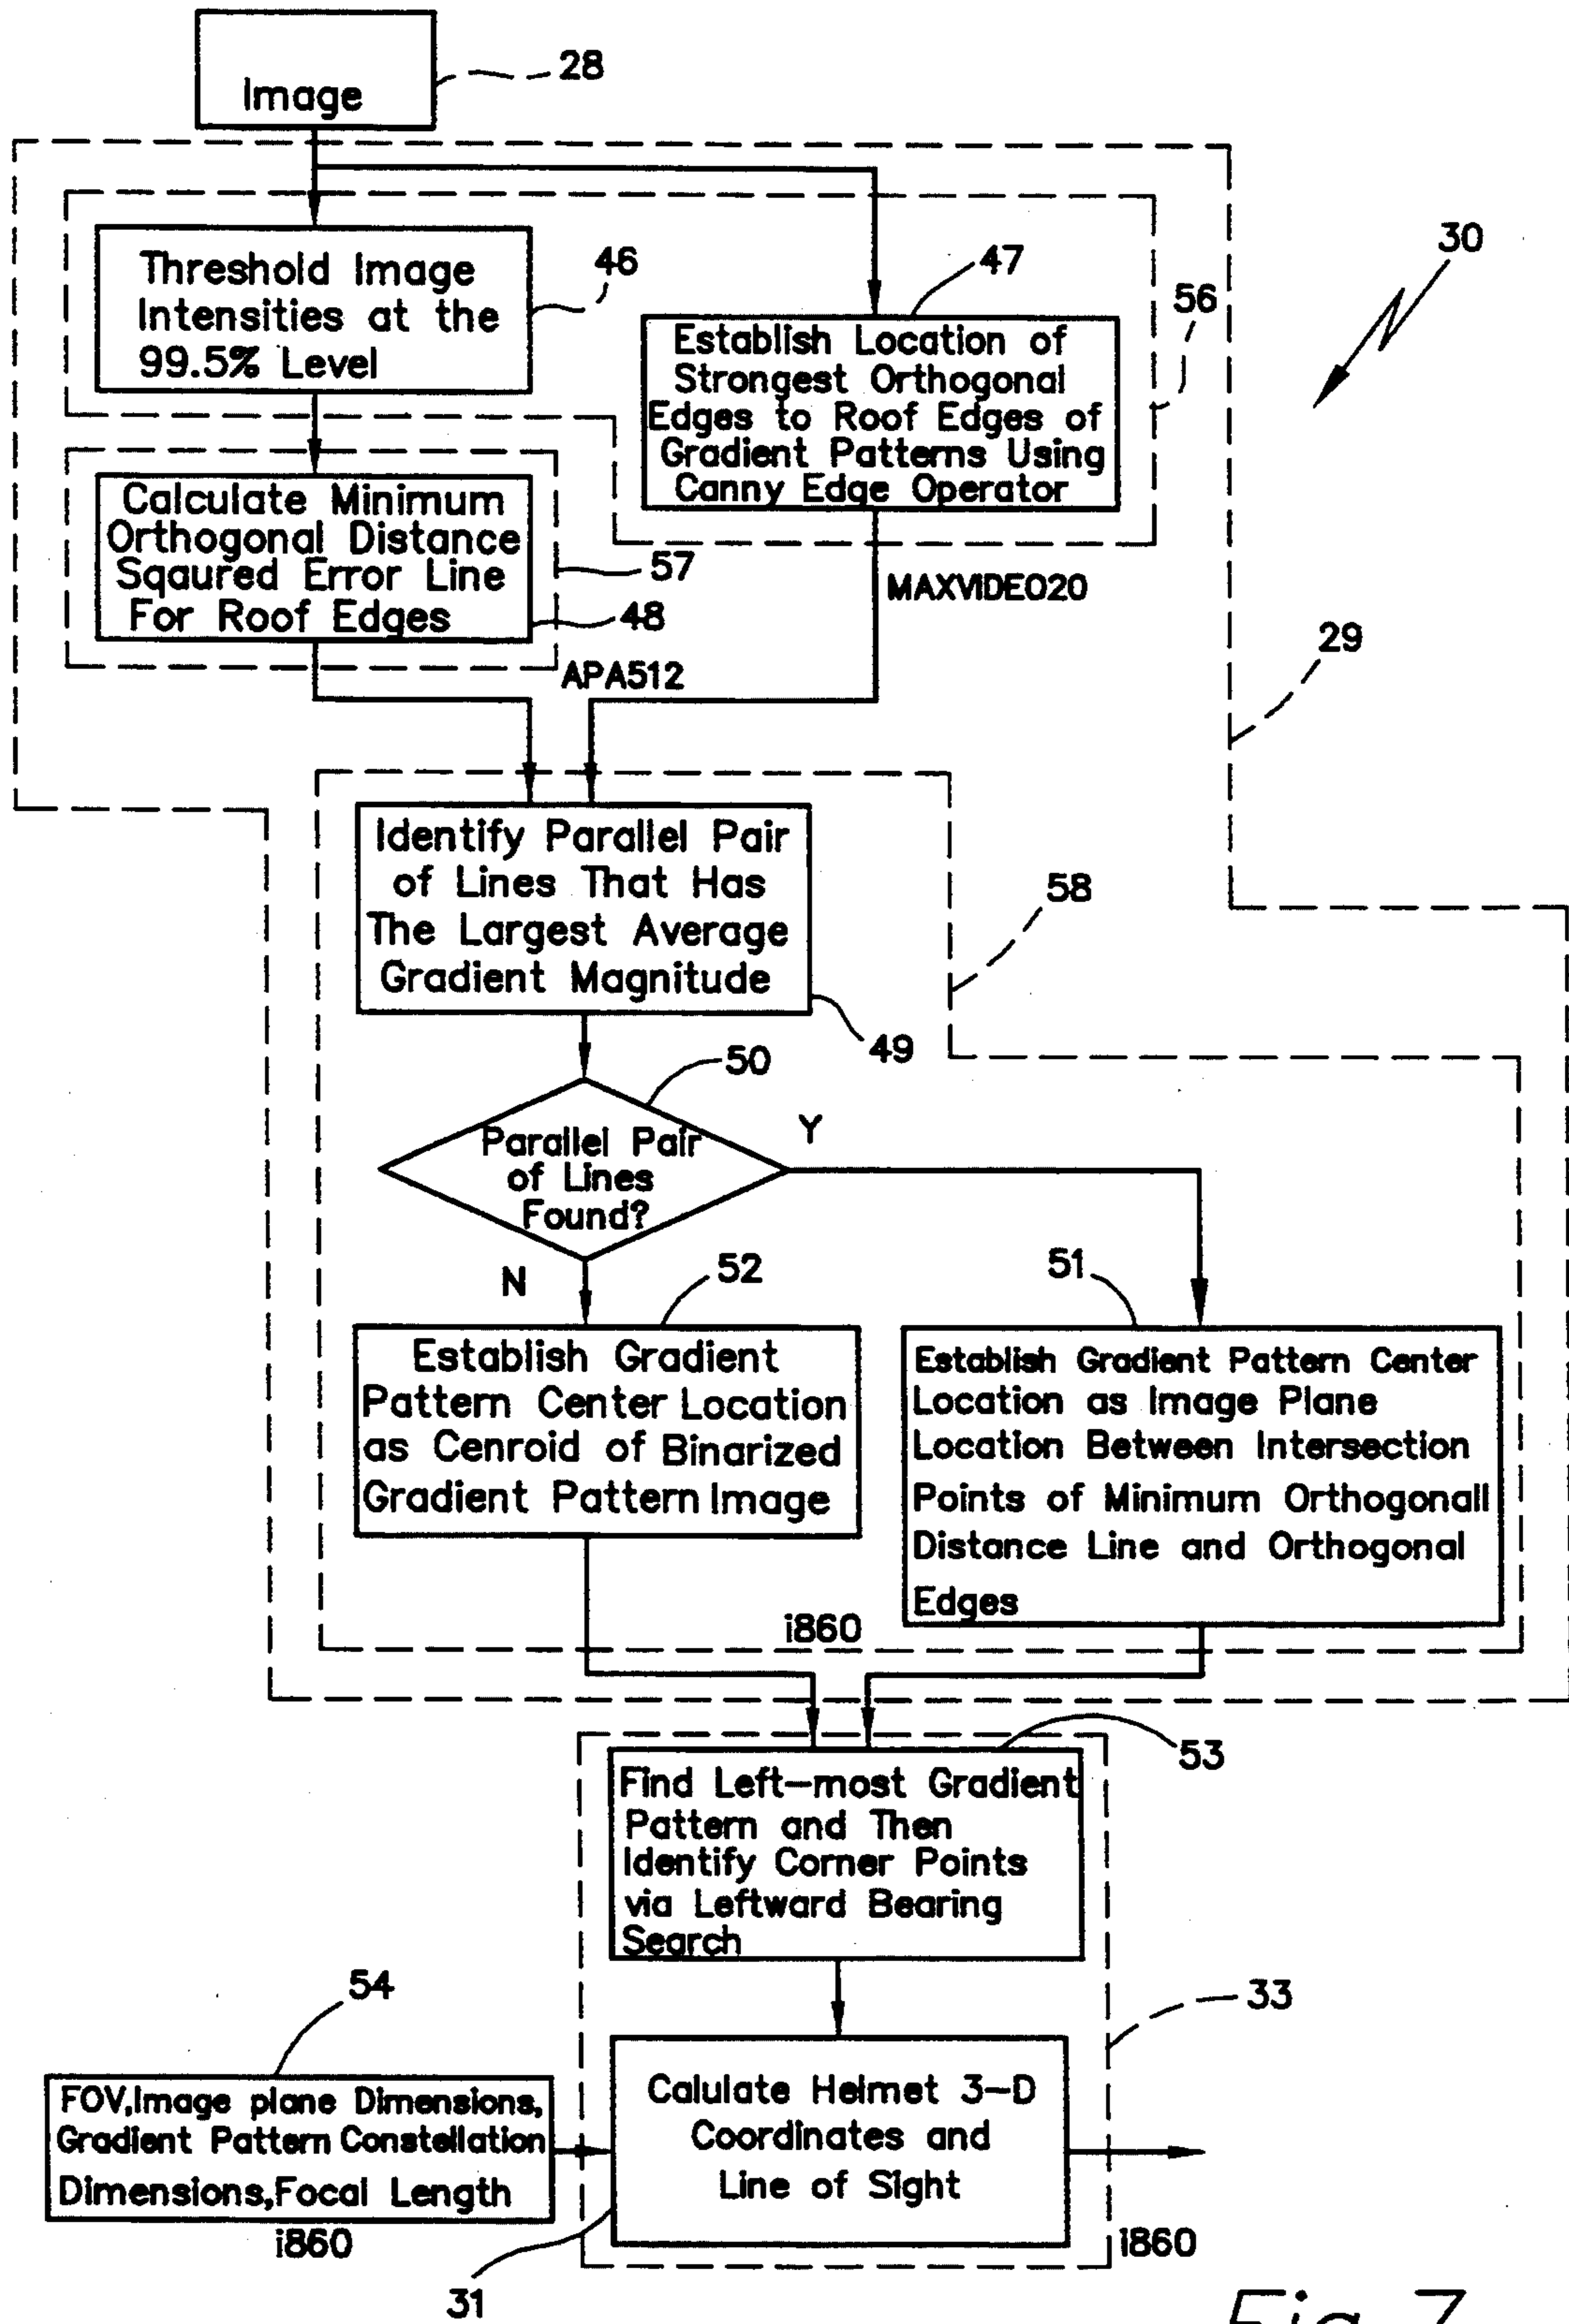 Image
28
30
Threshold Image
Intensities at the
99.5% Level
46
47
56
Establish Location of
Strongest Orthogonal
Edges to Roof Edges of
Gradient Patterns Using
Canny Edge Operator
Calculate Minimum
Orthogonal Distance
Sqaured Error Line
For Roof Edges
57
48
MAXVIDEO20
APA512
29
Identify Parallel Pair
of Lines That Has
The Largest Average
Gradient Magnitude
58
49
50
Parallel Pair
of Lines
Found?
Y
N
52
51
Establish Gradient
Pattern Center Location
as Cenroid of Binarized
Gradient Pattern Image
Establish Gradient Pattern Center
Location as Image Plane
Location Between Intersection
Points of Minimum Orthogonall
Distance Line and Orthogonal
Edges
i860
53
Find Left-most Gradient
Pattern and Then
Identify Corner Points
via Leftward Bearing
Search
54
33
FOV,Image plane Dimensions,
Gradient Pattern Constellation
Dimensions,Focal Length
i860
Calulate Helmet 3-D
Coordinates and
Line of Sight
i860
31
Fig. 7